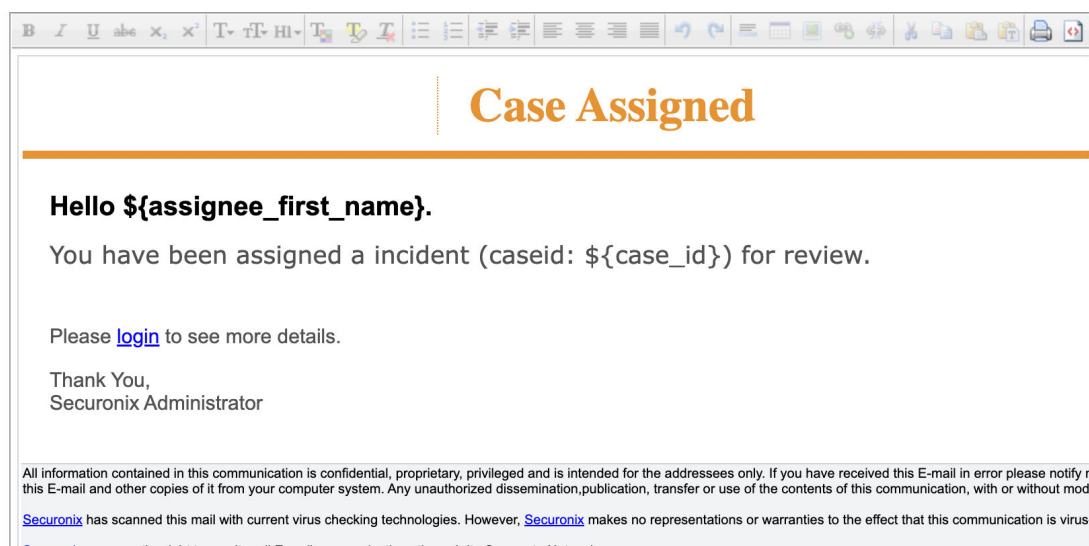 B I U abc x₂ x² T T H1 T T T
Case Assigned
Hello ${assignee_first_name}.
You have been assigned a incident (caseid: ${case_id}) for review.
Please login to see more details.
Thank You,
Securonix Administrator
All information contained in this communication is confidential, proprietary, privileged and is intended for the addressees only. If you have received this E-mail in error please notify
this E-mail and other copies of it from your computer system. Any unauthorized dissemination,publication, transfer or use of the contents of this communication, with or without
Securonix has scanned this mail with current virus checking technologies. However, Securonix makes no representations or warranties to the effect that this communication is virus